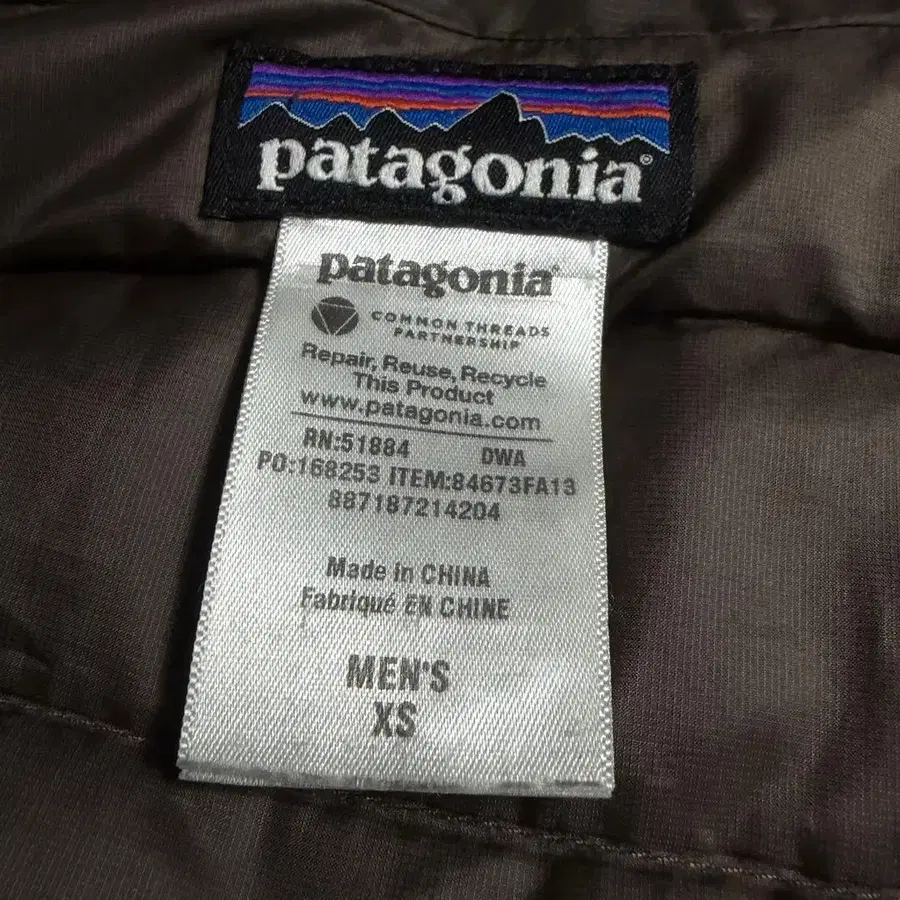 patagonia®
patagonia®
COMMON THREADS
PARTNERSHIP
Repair, Reuse, Recycle
This Product
www.patagonia.com
RN:51884 DWA
PO:168253 ITEM:84673FA13
887187214204
Made in CHINA
Fabriqué EN CHINE
MEN'S
XS